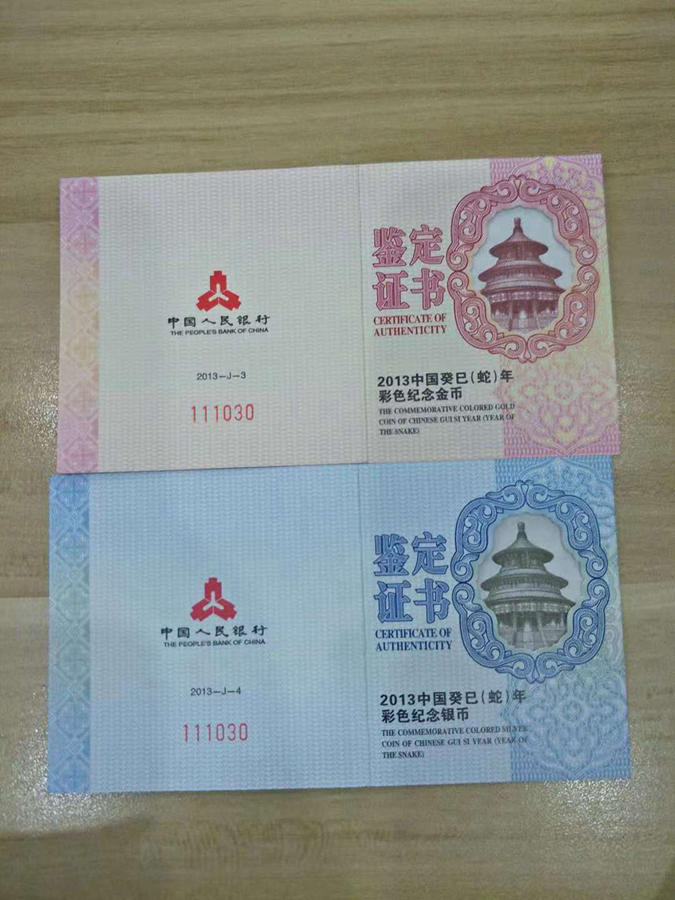 中国人民银行
THE PEOPLE'S BANK OF CHINA
2013-J-3
111030
鉴定
证书
CERTIFICATE OF
AUTHENTICITY
2013中国癸巳(蛇)年
彩色纪念金币
THE COMMEMORATIVE COLORED GOLD
COIN OF CHINESE GUI SI YEAR (YEAR OF
THE SNAKE)
中国人民银行
THE PEOPLE'S BANK OF CHINA
2013-J-4
111030
鉴定
证书
CERTIFICATE OF
AUTHENTICITY
2013中国癸巳(蛇)年
彩色纪念银币
THE COMMEMORATIVE COLORED SILVER
COIN OF CHINESE GUI SI YEAR (YEAR OF
THE SNAKE)